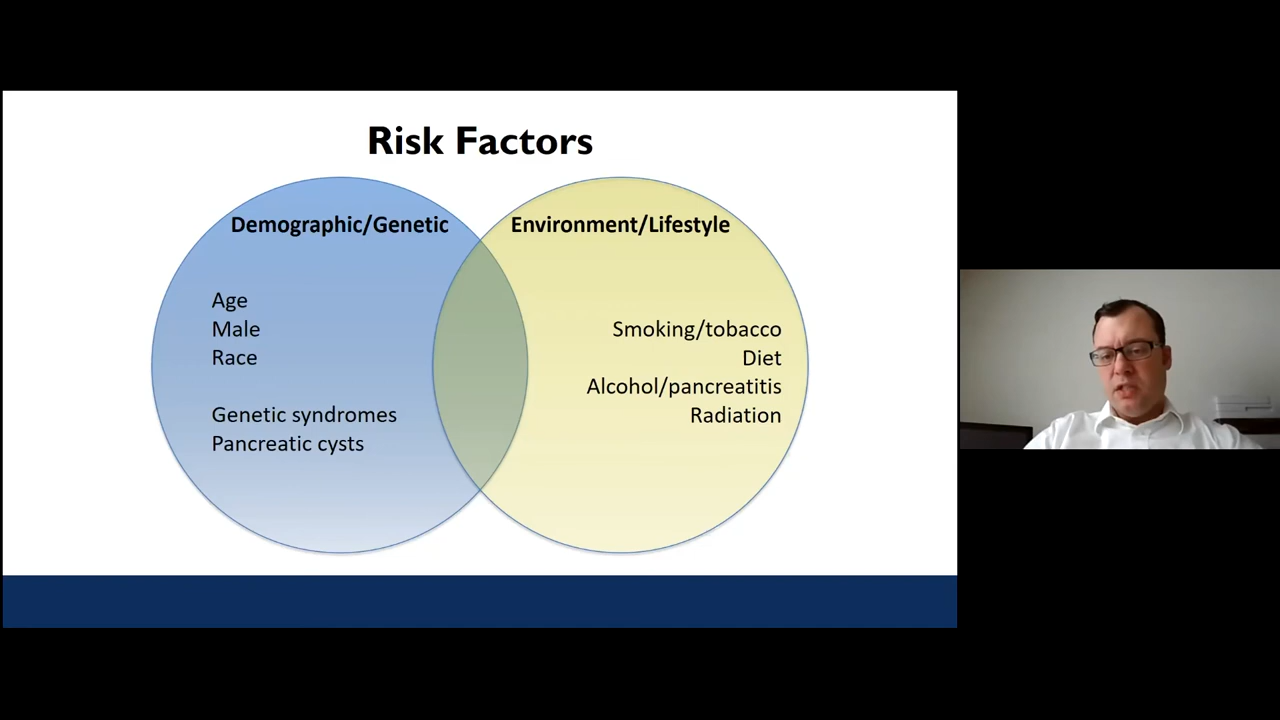 Risk Factors
Demographic/Genetic
Age
Male
Race
Genetic syndromes
Pancreatic cysts
Environment/Lifestyle
Smoking/tobacco
Diet
Alcohol/pancreatitis
Radiation